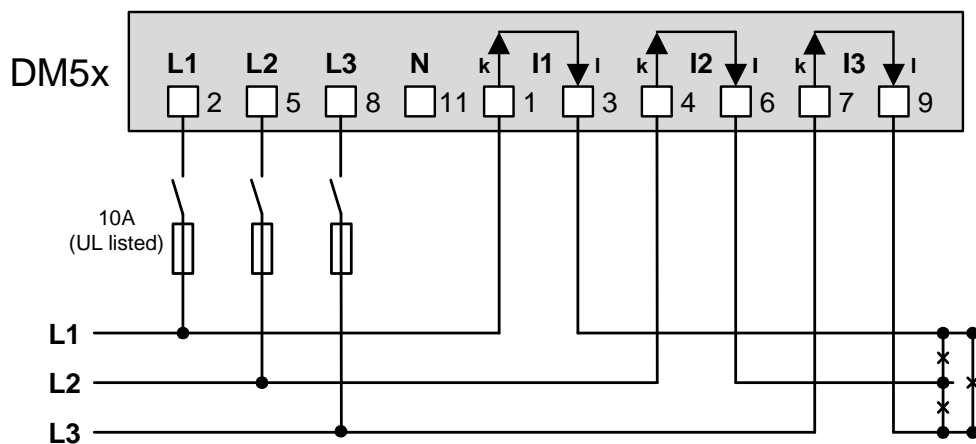 DM5x
L1 L2 L3 N k I1 l k I2 l k I3 l
2 5 8 11 1 3 4 6 7 9
10A
(UL listed)
L1
L2
L3